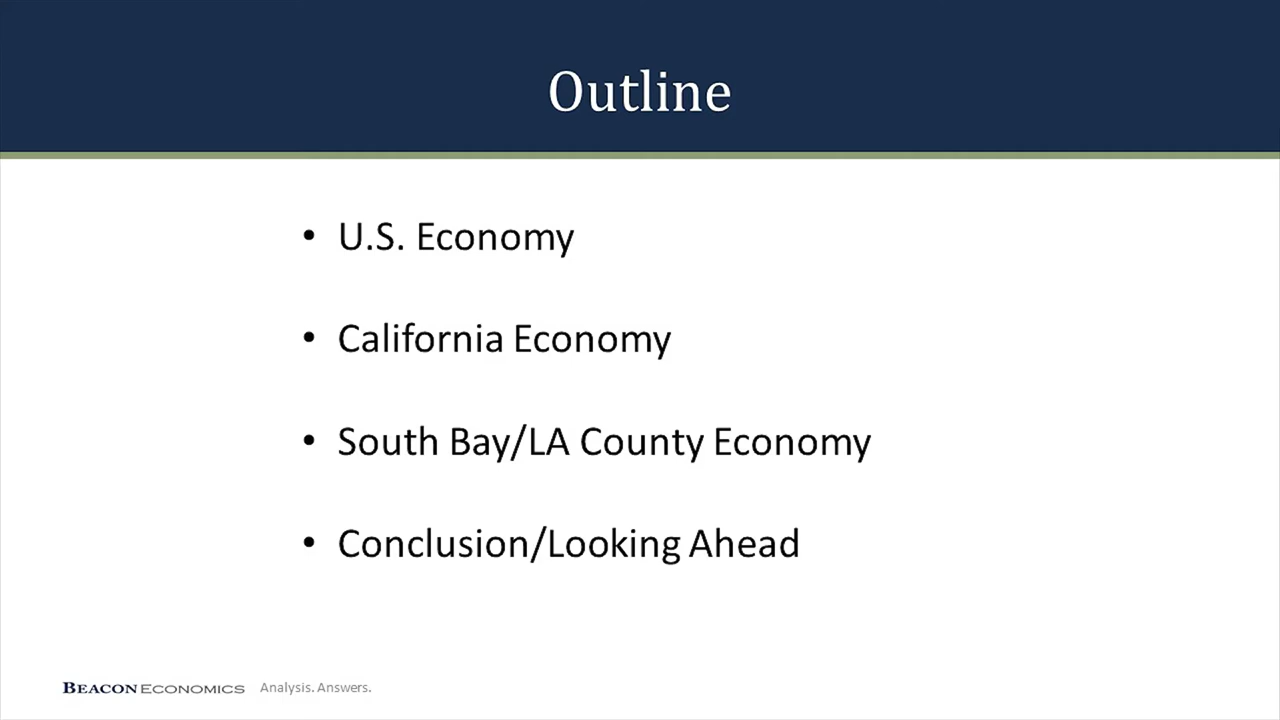 Outline
• U.S. Economy
• California Economy
• South Bay/LA County Economy
• Conclusion/Looking Ahead
BEACON ECONOMICS Analysis. Answers.